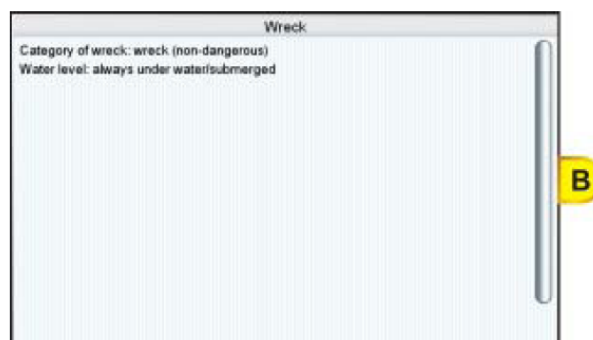 Wreck
Category of wreck: wreck (non-dangerous)
Water level: always under water/submerged
B